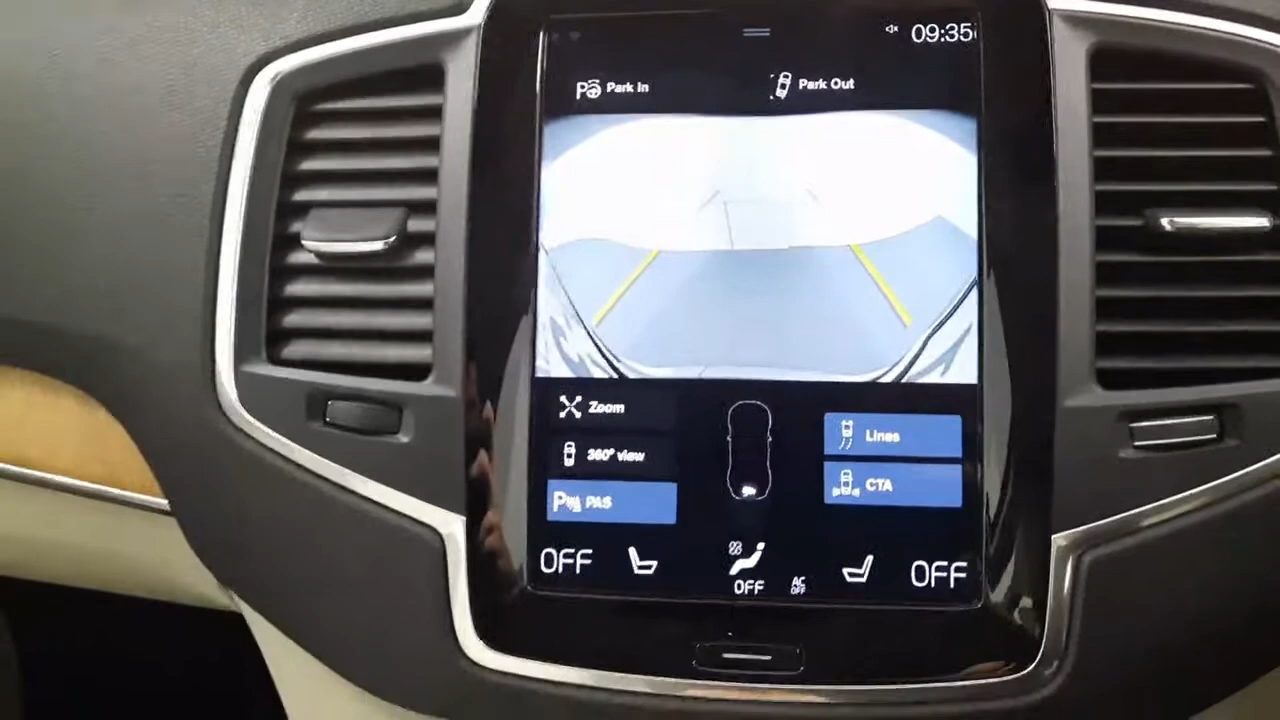 09:35
Park In
Park Out
Zoom
360° view
PAS
Lines
CTA
OFF
OFF
AC
OFF
OFF